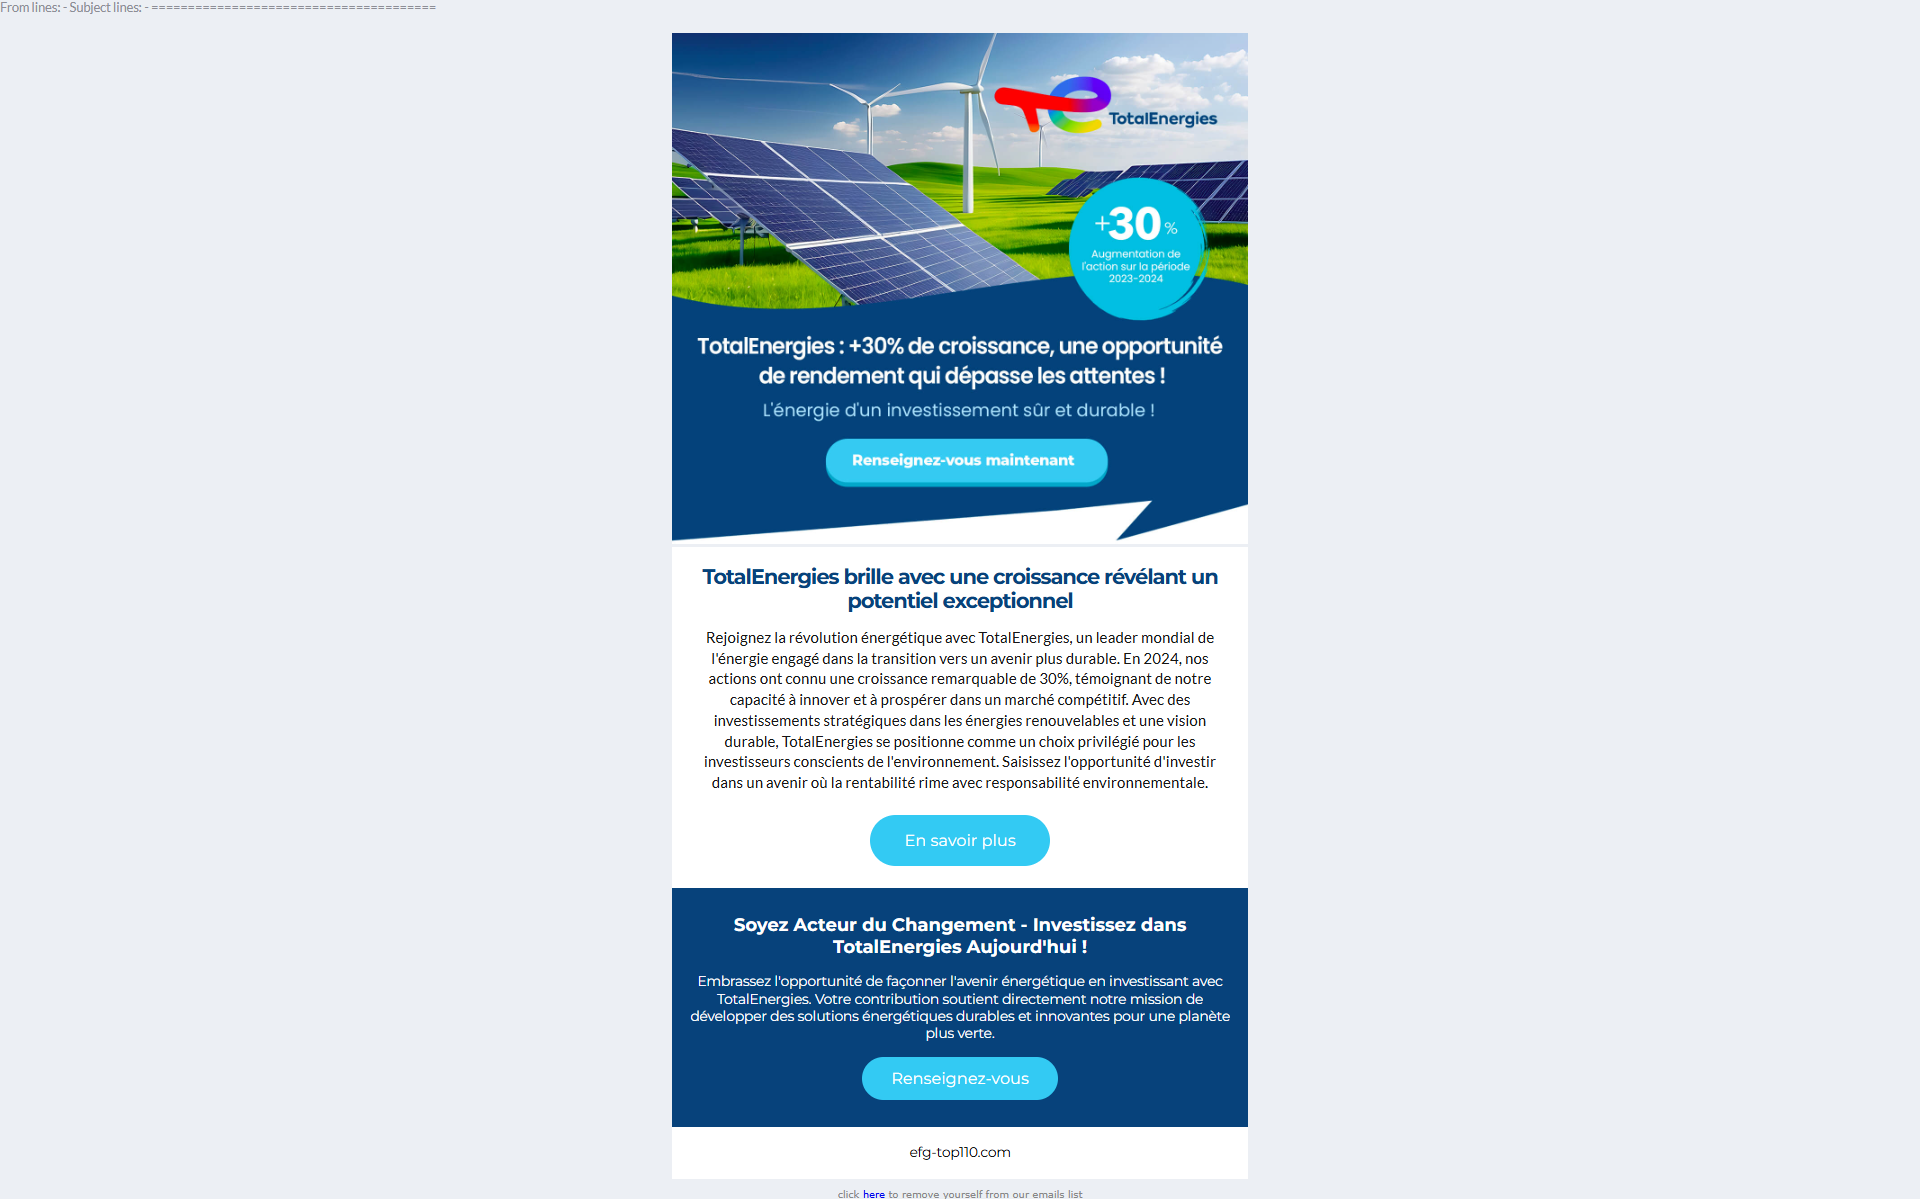 From lines: - Subject lines: - =======================================
TotalEnergies
+30%
Augmentation de
l'action sur la période
2023-2024
TotalEnergies : +30% de croissance, une opportunité
de rendement qui dépasse les attentes !
L'énergie d'un investissement sûr et durable !
Renseignez-vous maintenant
TotalEnergies brille avec une croissance révélant un
potentiel exceptionnel
Rejoignez la révolution énergétique avec TotalEnergies, un leader mondial de
l'énergie engagé dans la transition vers un avenir plus durable. En 2024, nos
actions ont connu une croissance remarquable de 30%, témoignant de notre
capacité à innover et à prospérer dans un marché compétitif. Avec des
investissements stratégiques dans les énergies renouvelables et une vision
durable, TotalEnergies se positionne comme un choix privilégié pour les
investisseurs conscients de l'environnement. Saisissez l'opportunité d'investir
dans un avenir où la rentabilité rime avec responsabilité environnementale.
En savoir plus
Soyez Acteur du Changement - Investissez dans
TotalEnergies Aujourd'hui !
Embrassez l'opportunité de façonner l'avenir énergétique en investissant avec
TotalEnergies. Votre contribution soutient directement notre mission de
développer des solutions énergétiques durables et innovantes pour une planète
plus verte.
Renseignez-vous
efg-top110.com
click here to remove yourself from our emails list